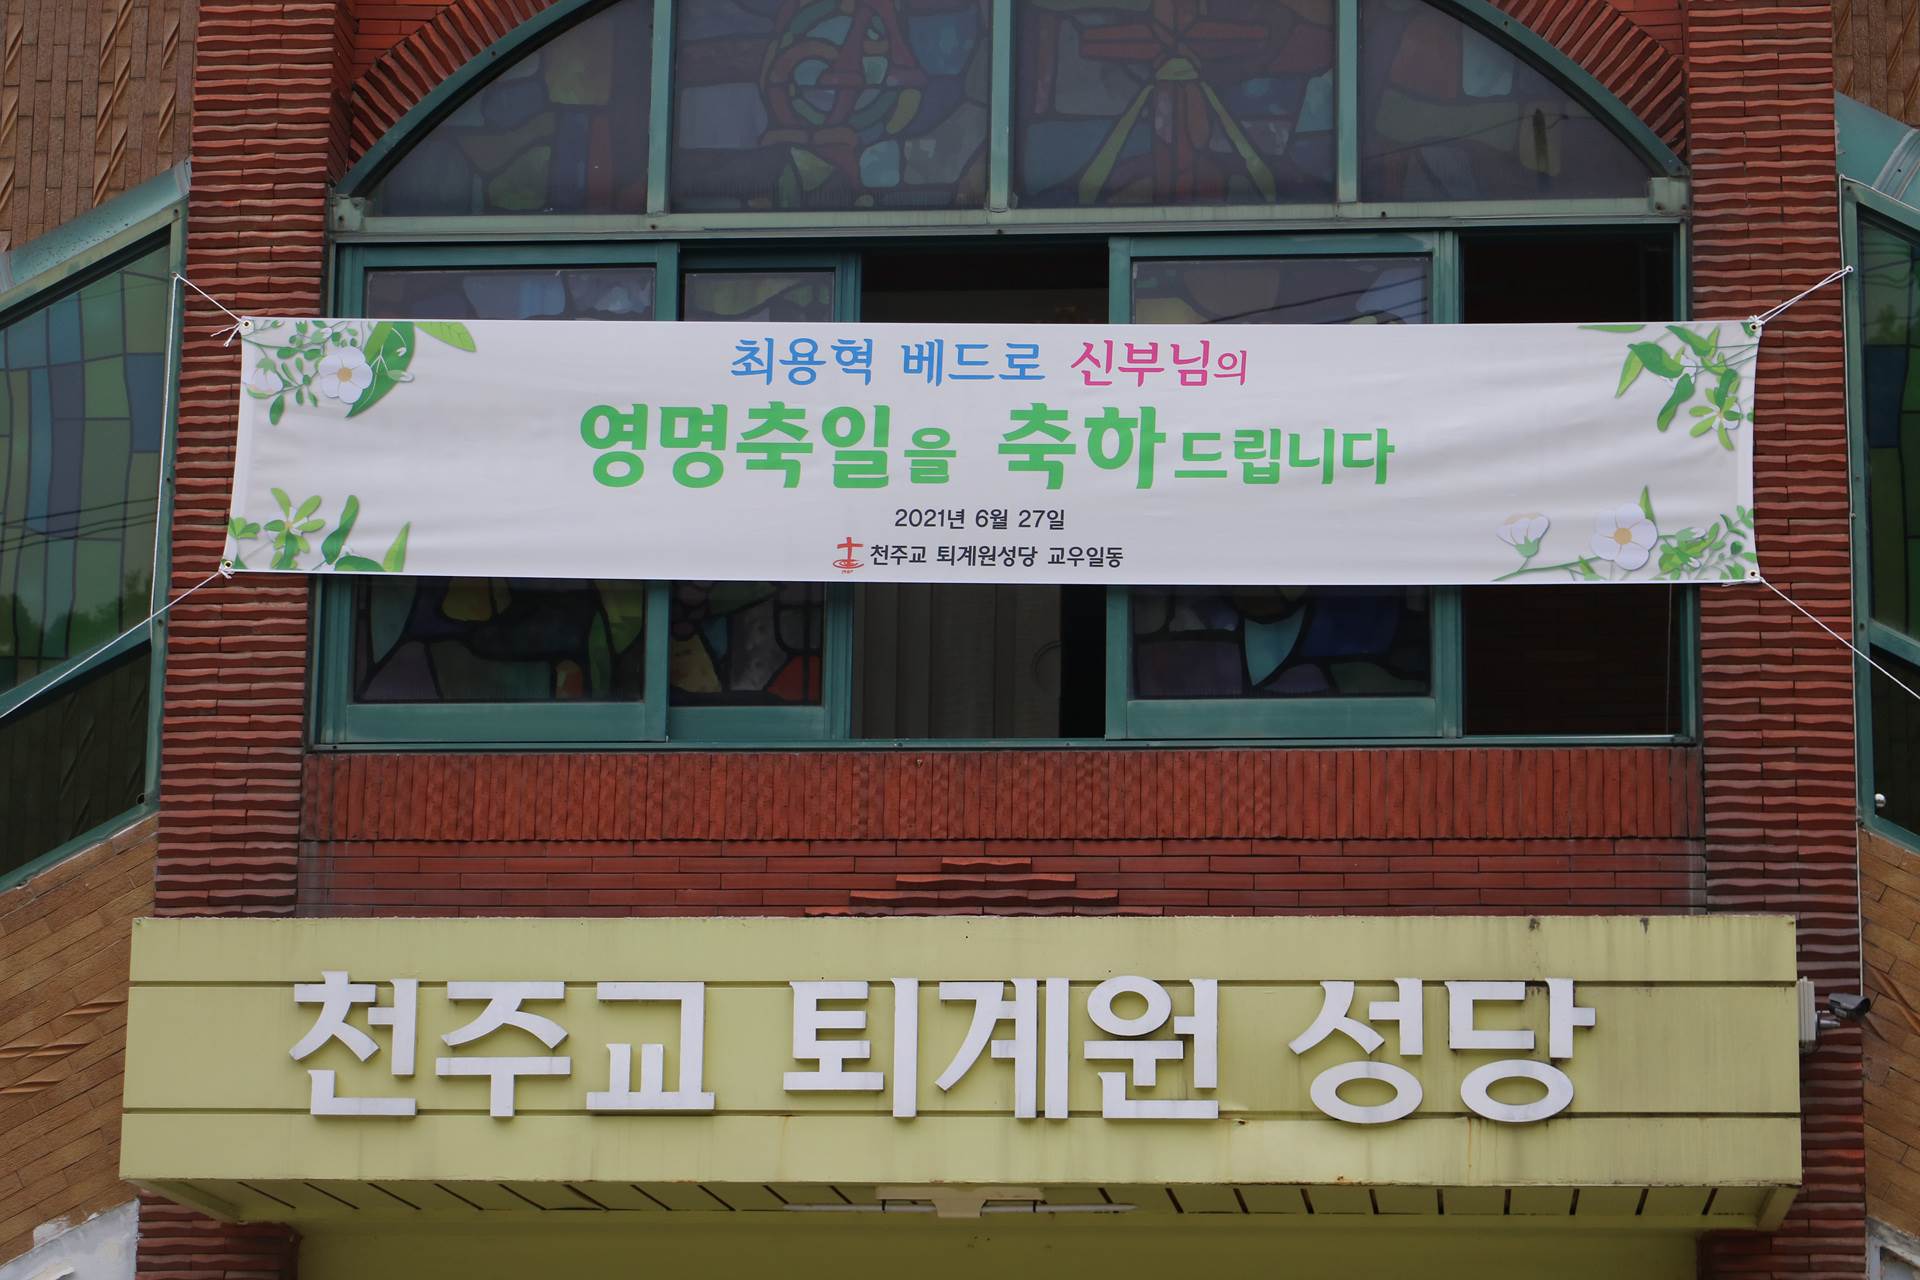 최용혁 베드로 신부님의
영명축일을 축하드립니다
2021년 6월 27일
천주교 퇴계원성당 교우일동
천주교 퇴계원 성당